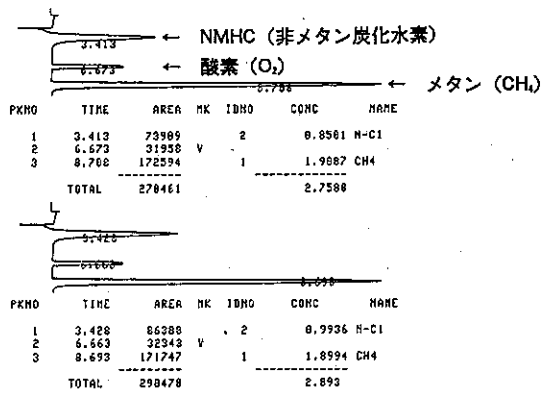 3.413 ← NMHC (非メタン炭化水素)
6.673 ← 酸素 (O₂)
8.708 ← メタン (CH₄)
PKNO TIME AREA MK IDNO CONC NAME
1 3.413 73909 2 0.8501 N-C1
2 6.673 31958 V
3 8.708 172594 1 1.9087 CH4
TOTAL 278461 2.7588
3.428
6.663
8.693
PKNO TIME AREA MK IDNO CONC NAME
1 3.428 86388 2 0.9936 N-C1
2 6.663 32343 V
3 8.693 171747 1 1.8994 CH4
TOTAL 290478 2.893